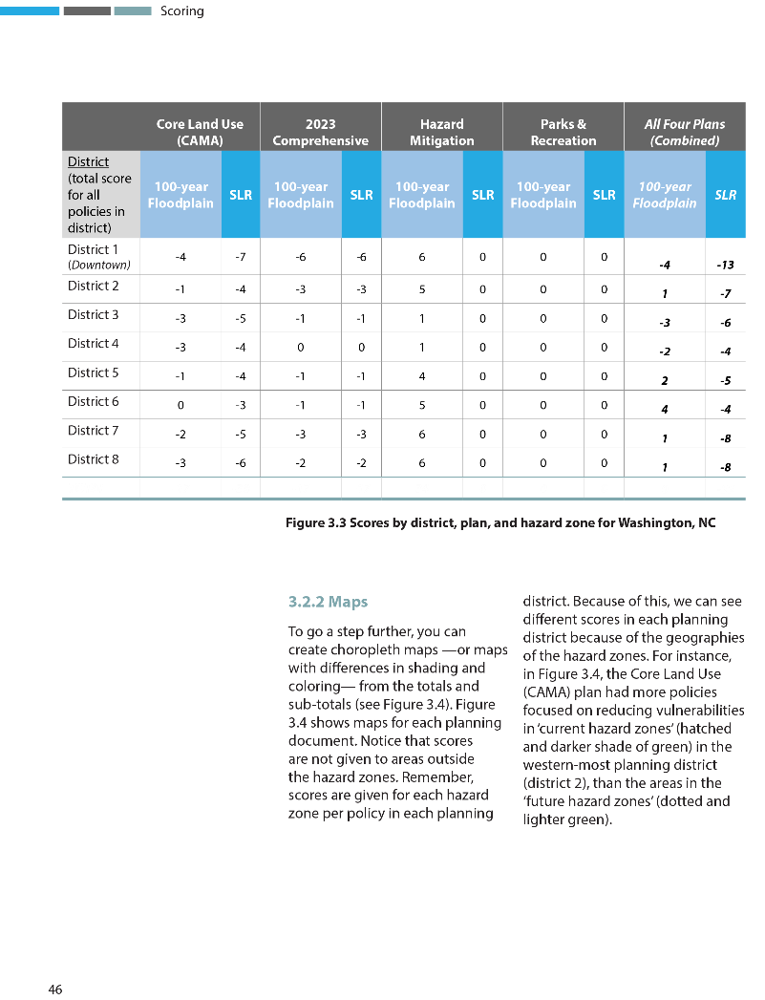 Scoring
Core Land Use (CAMA) 2023 Comprehensive Hazard Mitigation Parks & Recreation All Four Plans (Combined)
District (total score for all policies in district) 100-year Floodplain SLR 100-year Floodplain SLR 100-year Floodplain SLR 100-year Floodplain SLR 100-year Floodplain SLR
District 1 (Downtown) -4 -7 -6 -6 6 0 0 0 -4 -13
District 2 -1 -4 -3 -3 5 0 0 0 1 -7
District 3 -3 -5 -1 -1 1 0 0 0 -3 -6
District 4 -3 -4 0 0 1 0 0 0 -2 -4
District 5 -1 -4 -1 -1 4 0 0 0 2 -5
District 6 0 -3 -1 -1 5 0 0 0 4 -4
District 7 -2 -5 -3 -3 6 0 0 0 1 -8
District 8 -3 -6 -2 -2 6 0 0 0 1 -8
Figure 3.3 Scores by district, plan, and hazard zone for Washington, NC
3.2.2 Maps
To go a step further, you can
create choropleth maps —or maps
with differences in shading and
coloring— from the totals and
sub-totals (see Figure 3.4). Figure
3.4 shows maps for each planning
document. Notice that scores
are not given to areas outside
the hazard zones. Remember,
scores are given for each hazard
zone per policy in each planning
district. Because of this, we can see
different scores in each planning
district because of the geographies
of the hazard zones. For instance,
in Figure 3.4, the Core Land Use
(CAMA) plan had more policies
focused on reducing vulnerabilities
in ‘current hazard zones’ (hatched
and darker shade of green) in the
western-most planning district
(district 2), than the areas in the
‘future hazard zones’ (dotted and
lighter green).
46